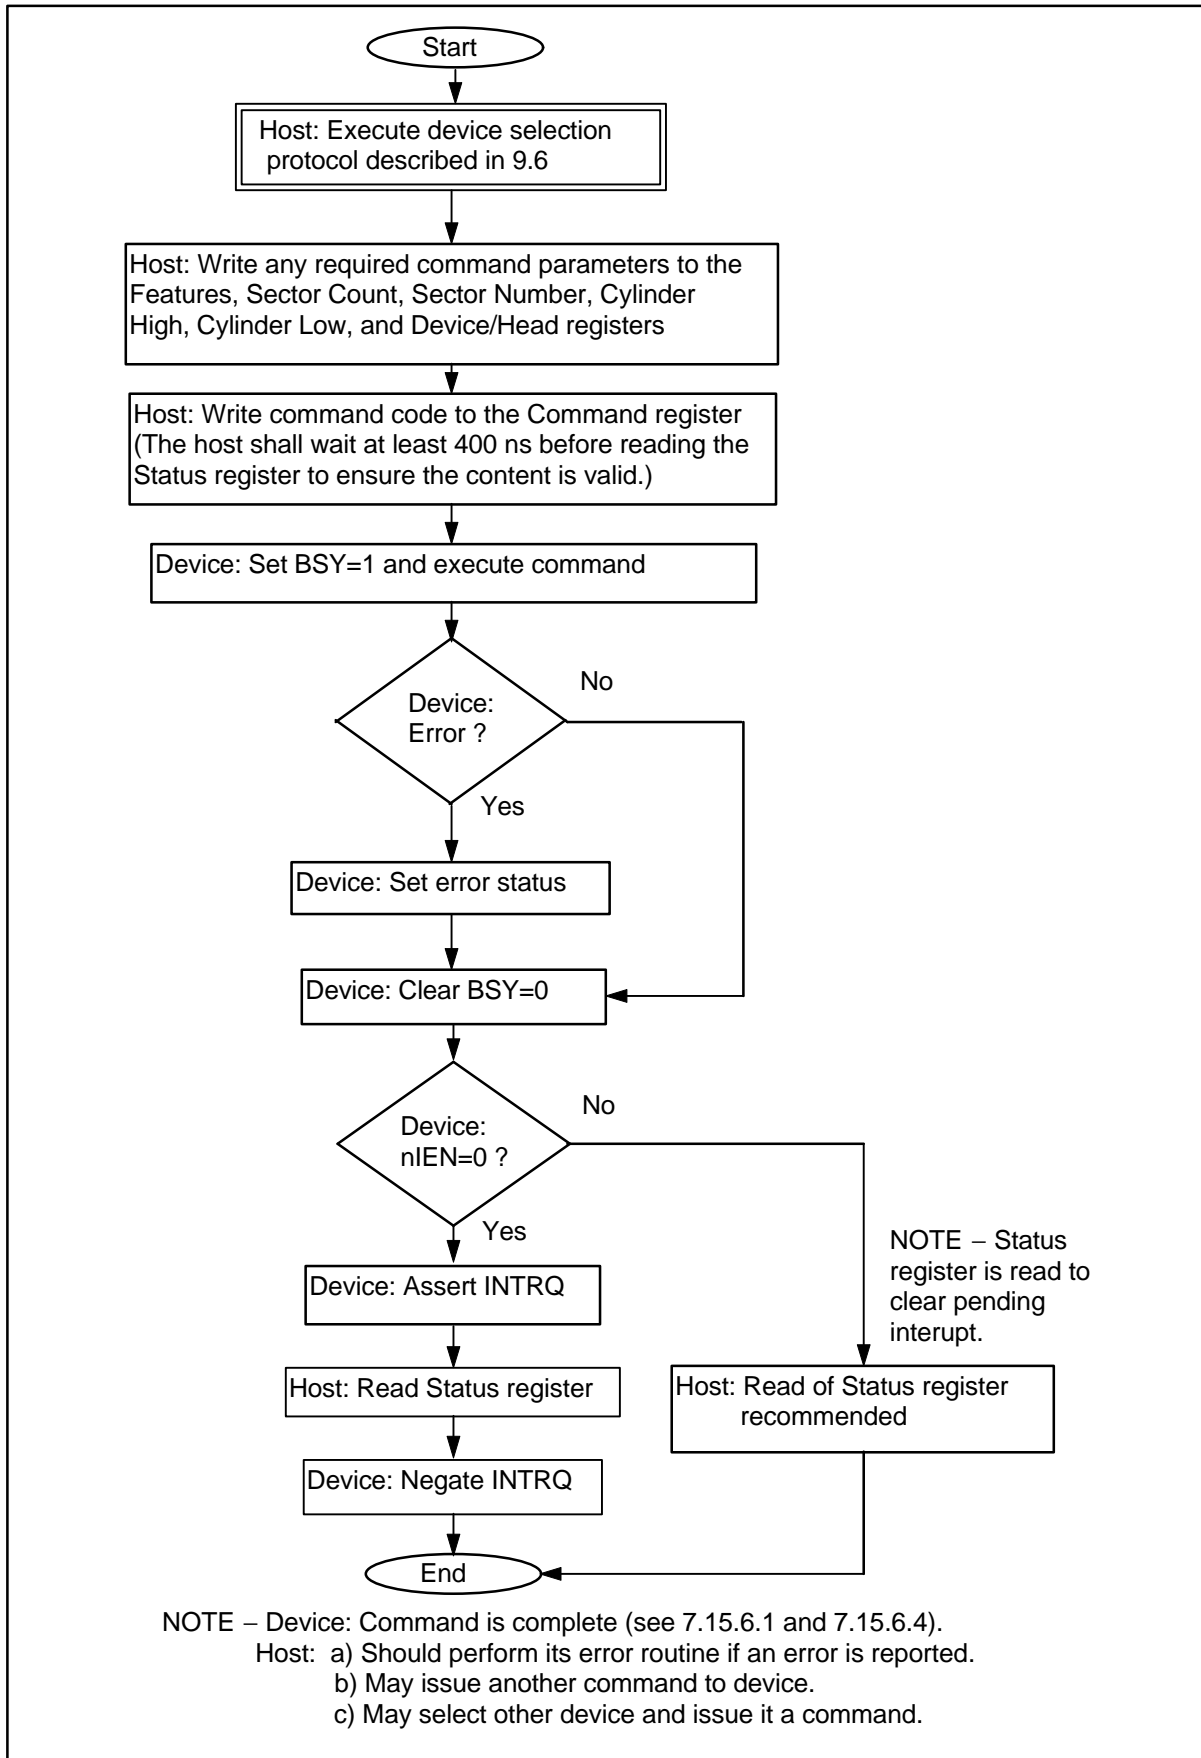 Start
Host: Execute device selection
protocol described in 9.6
Host: Write any required command parameters to the
Features, Sector Count, Sector Number, Cylinder
High, Cylinder Low, and Device/Head registers
Host: Write command code to the Command register
(The host shall wait at least 400 ns before reading the
Status register to ensure the content is valid.)
Device: Set BSY=1 and execute command
Device:
Error ?
No
Yes
Device: Set error status
Device: Clear BSY=0
Device:
nIEN=0 ?
No
Yes
Device: Assert INTRQ
NOTE – Status
register is read to
clear pending
interupt.
Host: Read Status register
Host: Read of Status register
recommended
Device: Negate INTRQ
End
NOTE – Device: Command is complete (see 7.15.6.1 and 7.15.6.4).
Host: a) Should perform its error routine if an error is reported.
b) May issue another command to device.
c) May select other device and issue it a command.